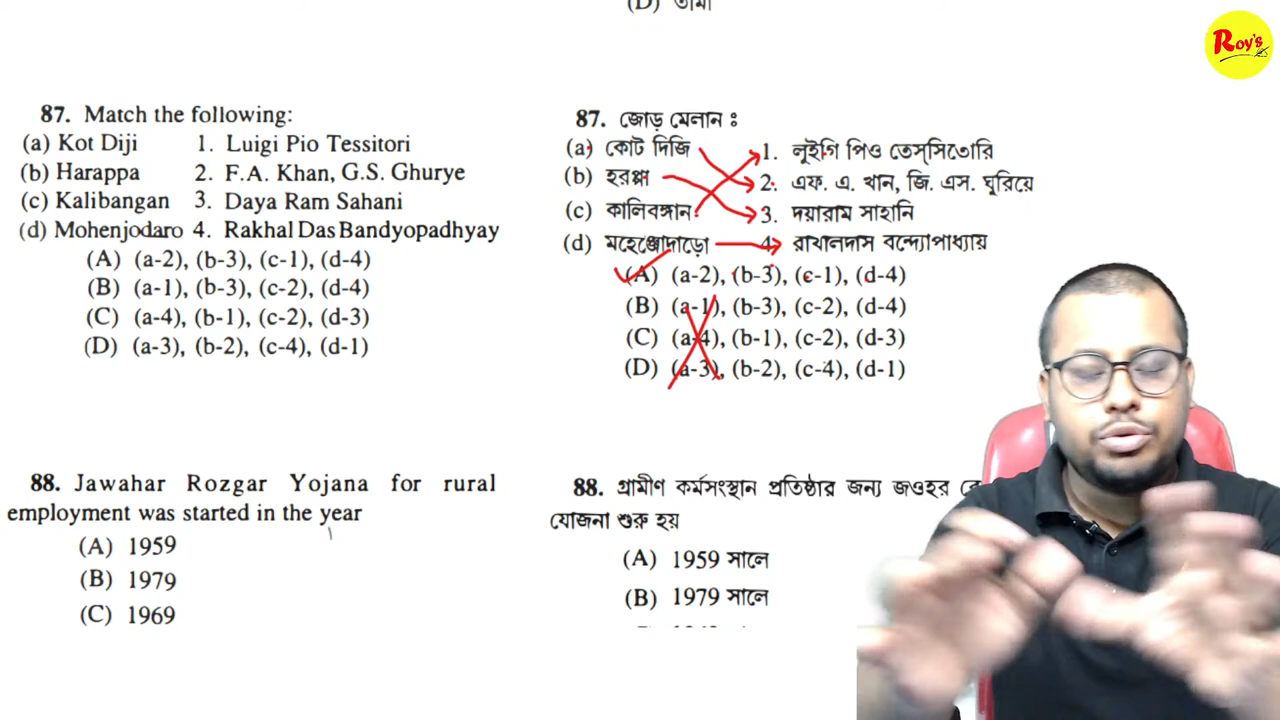 (D) তামা
Roy's
87. Match the following:
(a) Kot Diji 1. Luigi Pio Tessitori
(b) Harappa 2. F.A. Khan, G.S. Ghurye
(c) Kalibangan 3. Daya Ram Sahani
(d) Mohenjodaro 4. Rakhal Das Bandyopadhyay
(A) (a-2), (b-3), (c-1), (d-4)
(B) (a-1), (b-3), (c-2), (d-4)
(C) (a-4), (b-1), (c-2), (d-3)
(D) (a-3), (b-2), (c-4), (d-1)
88. Jawahar Rozgar Yojana for rural
employment was started in the year
(A) 1959
(B) 1979
(C) 1969
87. জোড় মেলান ঃ
(a) কোট দিজি 1. লুইগি পিও তেস্‌সিতোরি
(b) হরপ্পা 2. এফ. এ. খান, জি. এস. ঘুরিয়ে
(c) কালিবঙ্গান 3. দয়ারাম সাহানি
(d) মহেঞ্জোদাড়ো 4. রাখালদাস বন্দ্যোপাধ্যায়
(A) (a-2), (b-3), (c-1), (d-4)
(B) (a-1), (b-3), (c-2), (d-4)
(C) (a-4), (b-1), (c-2), (d-3)
(D) (a-3), (b-2), (c-4), (d-1)
88. গ্রামীণ কর্মসংস্থান প্রতিষ্ঠার জন্য জওহর
যোজনা শুরু হয়
(A) 1959 সালে
(B) 1979 সালে